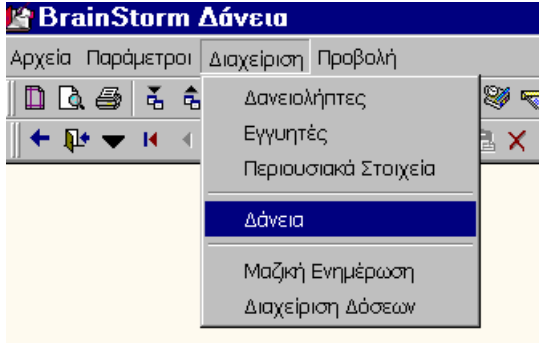 BrainStorm Δάνεια
Αρχεία Παράμετροι Διαχείριση Προβολή
Δανειολήπτες
Εγγυητές
Περιουσιακά Στοιχεία
Δάνεια
Μαζική Ενημέρωση
Διαχείριση Δόσεων